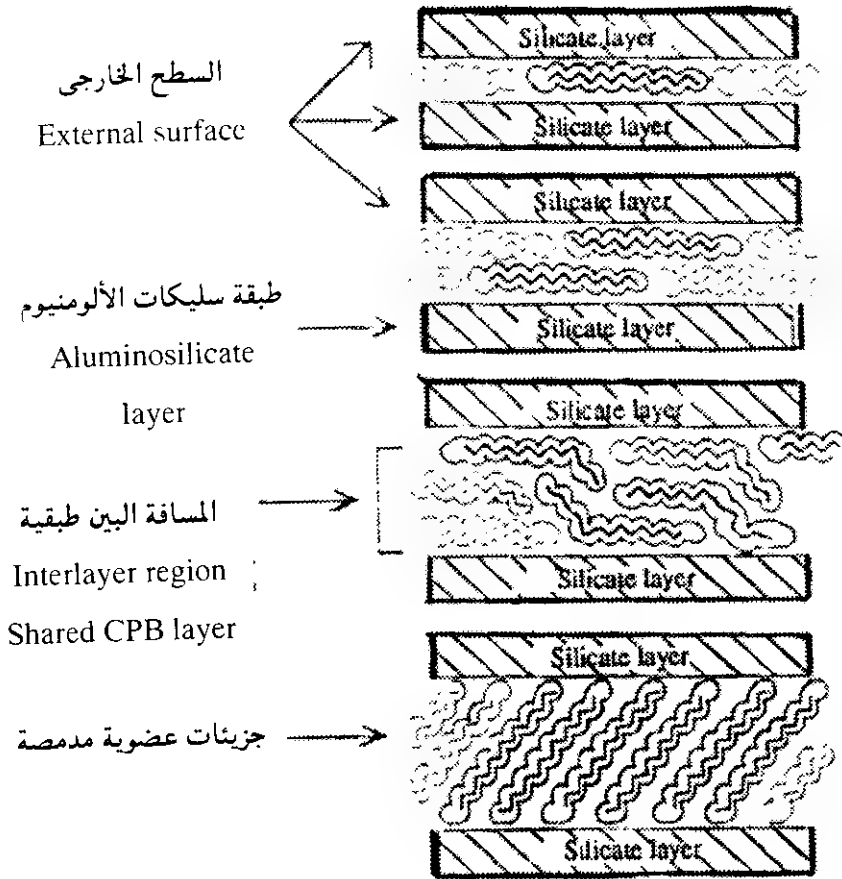 السطح الخارجى
External surface
طبقة سليكات الألومنيوم
Aluminosilicate
layer
المسافة البين طبقية
Interlayer region
Shared CPB layer
جزيئات عضوية مدمصة
Silicate layer
Silicate layer
Silicate layer
Silicate layer
Silicate layer
Silicate layer
Silicate layer
Silicate layer